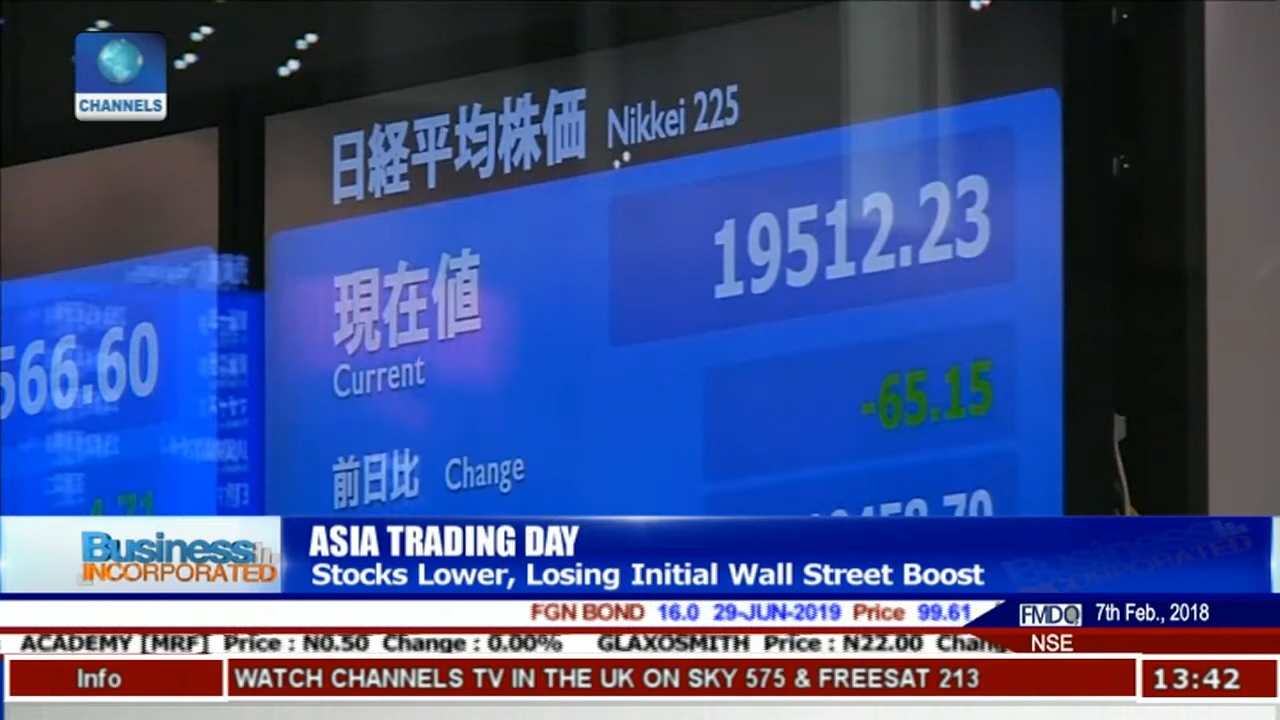 CHANNELS
日経平均株価 Nikkei 225
19512.23
現在値
Current
-65.15
前日比 Change
566.60
4.71
Business
INCORPORATED
ASIA TRADING DAY
Stocks Lower, Losing Initial Wall Street Boost
FGN BOND 16.0 29-JUN-2019 Price 99.61
FMDQ 7th Feb., 2018
ACADEMY [MRF] Price : N0.50 Change : 0.00% GLAXOSMITH Price : N22.00
NSE
Info
WATCH CHANNELS TV IN THE UK ON SKY 575 & FREESAT 213
13:42